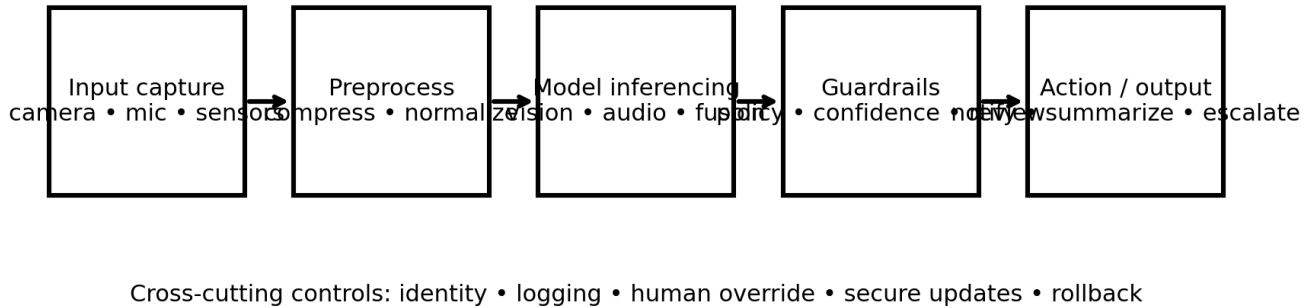 Input capture
camera • mic • sensors
Preprocess
compress • normalize
Model inferencing
vision • audio • fusion
Guardrails
policy • confidence • review
Action / output
notify • summarize • escalate
Cross-cutting controls: identity • logging • human override • secure updates • rollback